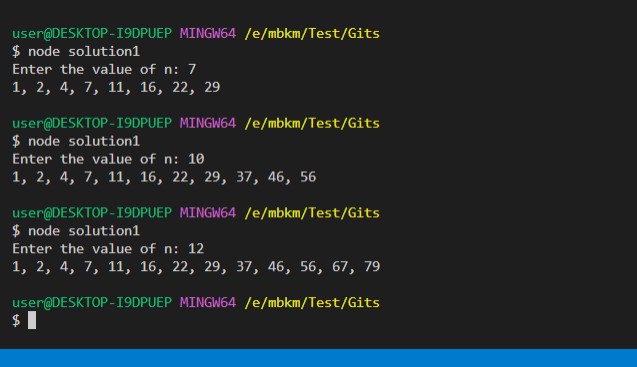 user@DESKTOP-I9DPUEP MINGW64 /e/mbkm/Test/Gits
$ node solution1
Enter the value of n: 7
1, 2, 4, 7, 11, 16, 22, 29
user@DESKTOP-I9DPUEP MINGW64 /e/mbkm/Test/Gits
$ node solution1
Enter the value of n: 10
1, 2, 4, 7, 11, 16, 22, 29, 37, 46, 56
user@DESKTOP-I9DPUEP MINGW64 /e/mbkm/Test/Gits
$ node solution1
Enter the value of n: 12
1, 2, 4, 7, 11, 16, 22, 29, 37, 46, 56, 67, 79
user@DESKTOP-I9DPUEP MINGW64 /e/mbkm/Test/Gits
$